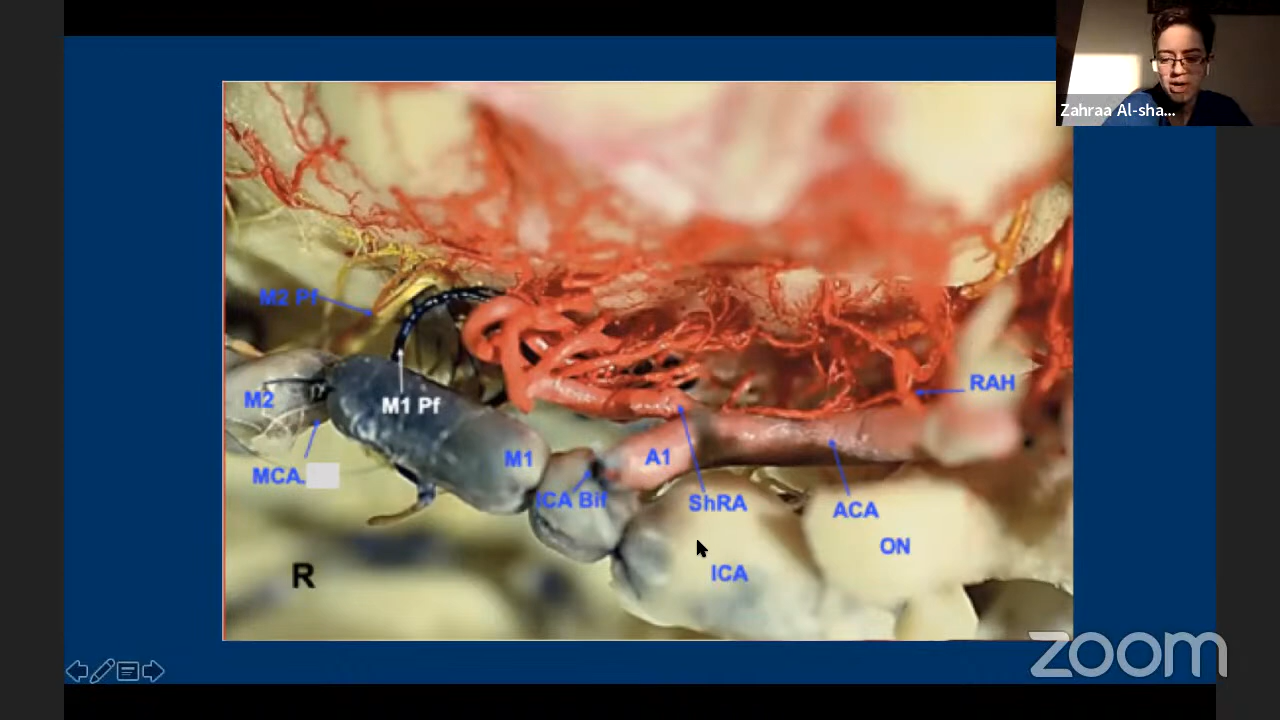 Zahraa Al-sha...
M2 Pf
M2
M1 Pf
RAH
M1
A1
MCA.
ICA Bif
ShRA
ACA
ON
R
ICA
zoom